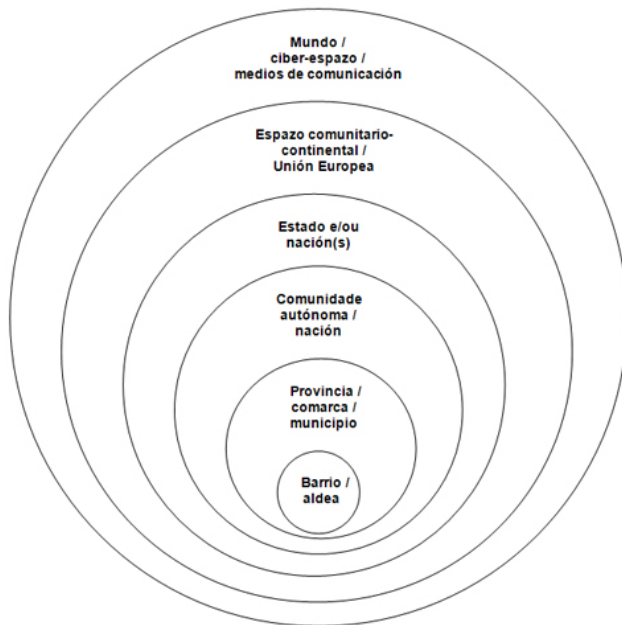 Mundo /
ciber-espazo /
medios de comunicación
Espazo comunitario-
continental /
Unión Europea
Estado e/ou
nación(s)
Comunidade
autónoma /
nación
Provincia /
comarca /
municipio
Barrio /
aldea